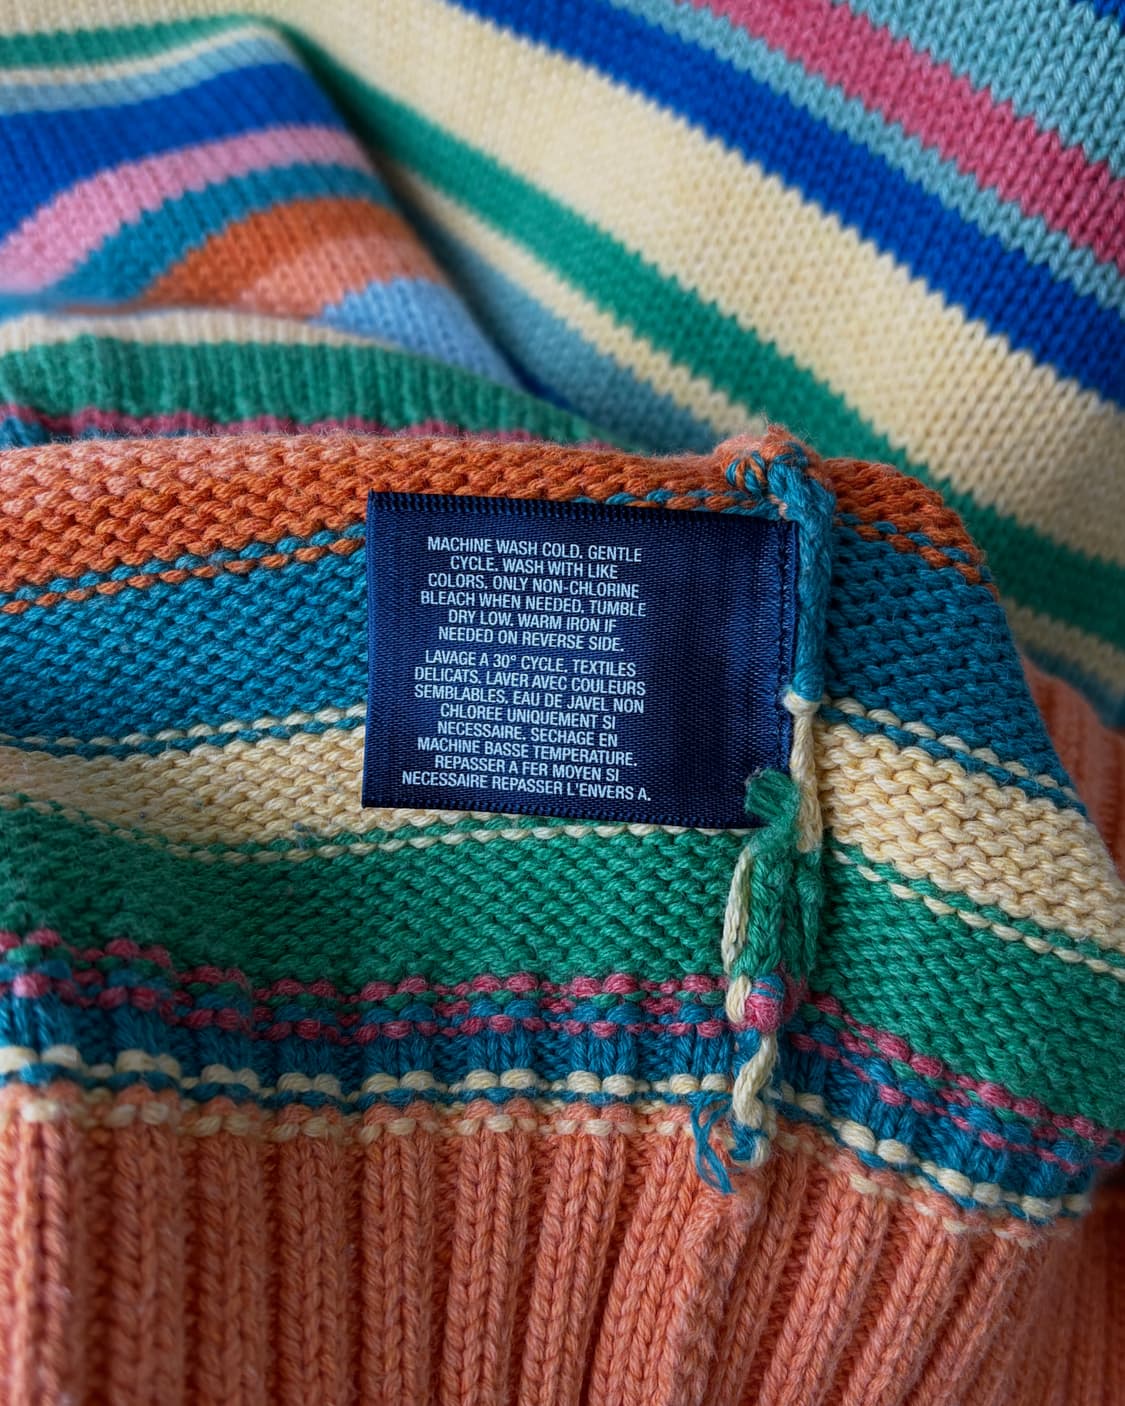 MACHINE WASH COLD. GENTLE
CYCLE. WASH WITH LIKE
COLORS. ONLY NON-CHLORINE
BLEACH WHEN NEEDED. TUMBLE
DRY LOW. WARM IRON IF
NEEDED ON REVERSE SIDE.
LAVAGE A 30° CYCLE. TEXTILES
DELICATS. LAVER AVEC COULEURS
SEMBLABLES. EAU DE JAVEL NON
CHLOREE UNIQUEMENT SI
NECESSAIRE. SECHAGE EN
MACHINE BASSE TEMPERATURE.
REPASSER A FER MOYEN SI
NECESSAIRE REPASSER L'ENVERS A.